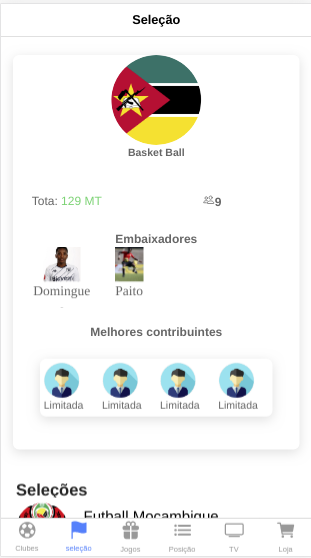 Seleção
Basket Ball
Tota: 129 MT
9
Embaixadores
Domingue Paito
Melhores contribuintes
Limitada Limitada Limitada Limitada
Seleções
Futball Moçambique
Clubes seleção Jogos Posição TV Loja